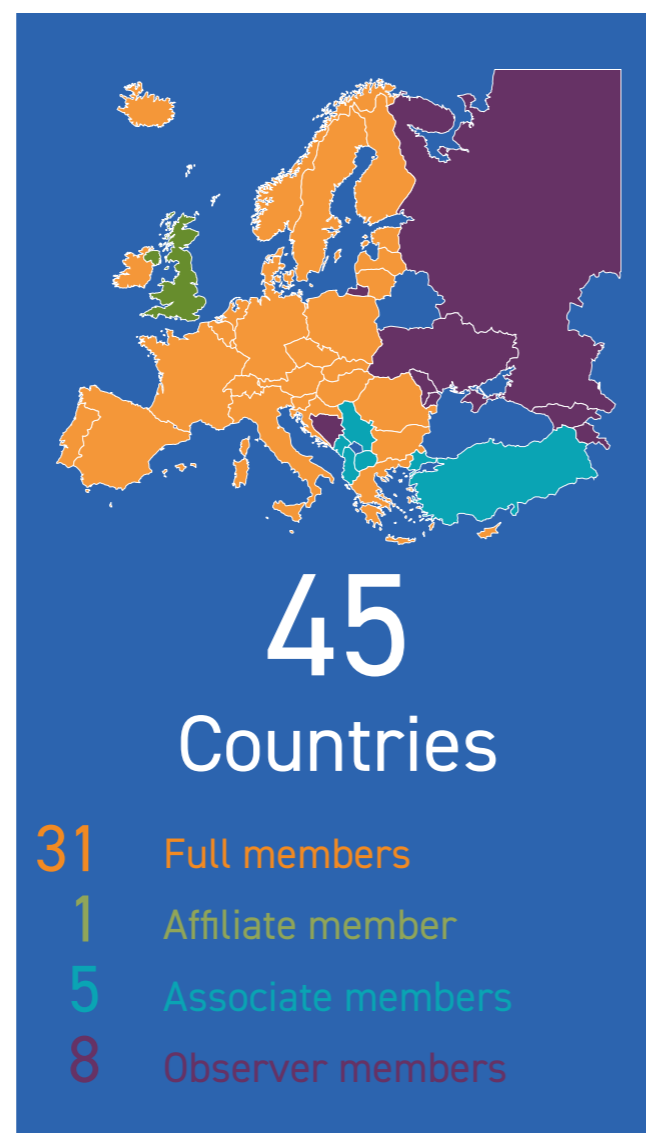 45
Countries
31 Full members
1 Affiliate member
5 Associate members
8 Observer members